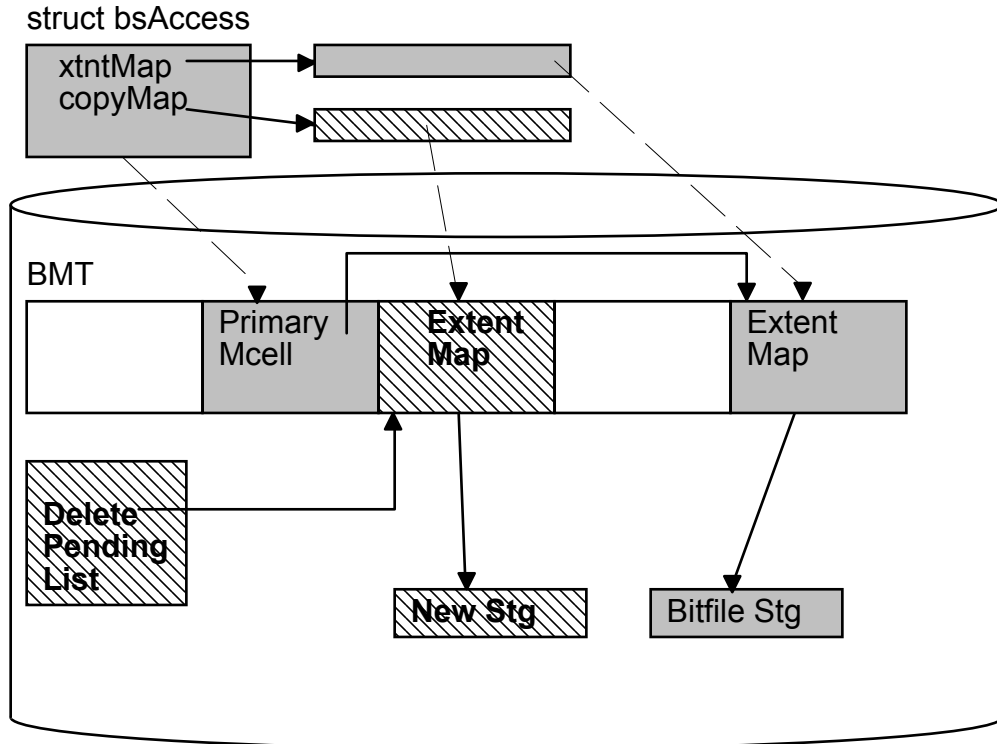 struct bsAccess
xtntMap
copyMap
BMT
Primary
Mcell
Extent
Map
Extent
Map
Delete
Pending
List
New Stg
Bitfile Stg